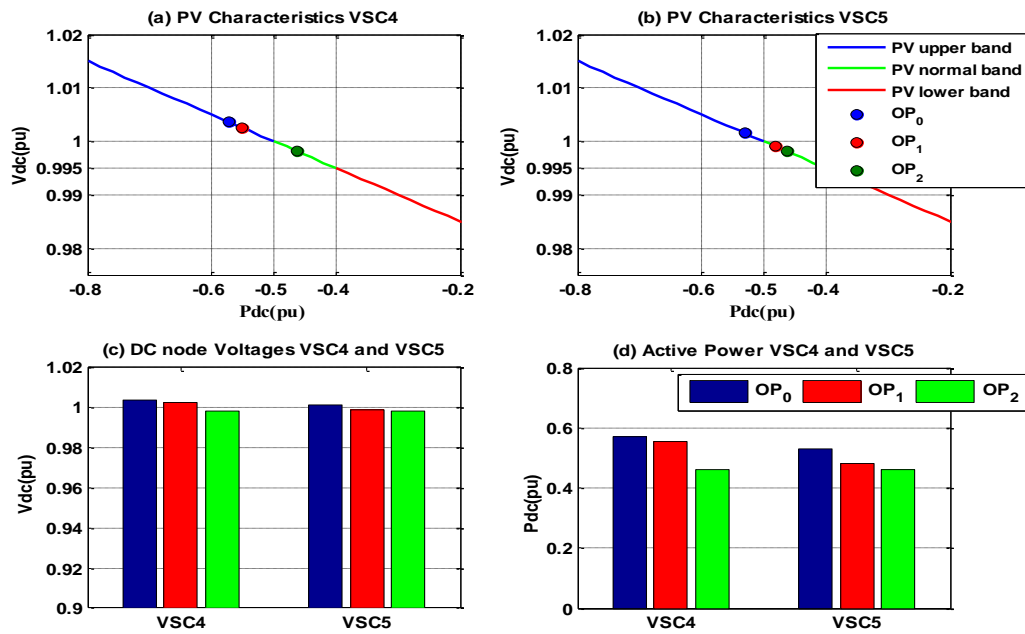 (a) PV Characteristics VSC4
1.02
1.01
1
0.995
0.99
0.98
Vdc(pu)
-0.8
-0.6
-0.5
-0.4
-0.2
Pdc(pu)
(b) PV Characteristics VSC5
1.02
1.01
1
0.995
0.99
0.98
Vdc(pu)
-0.8
-0.6
-0.5
-0.4
-0.2
Pdc(pu)
PV upper band
PV normal band
PV lower band
OP0
OP1
OP2
(c) DC node Voltages VSC4 and VSC5
1.02
1
0.98
0.96
0.94
0.92
0.9
Vdc(pu)
VSC4
VSC5
(d) Active Power VSC4 and VSC5
0.8
0.6
0.4
0.2
0
Pdc(pu)
VSC4
VSC5
OP0
OP1
OP2